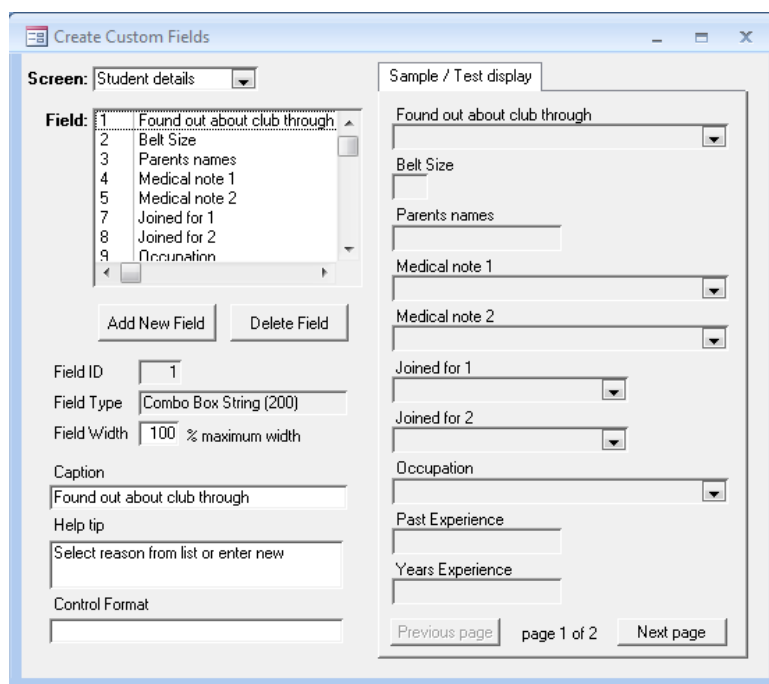 Create Custom Fields
Screen: Student details
Field: 1 Found out about club through
2 Belt Size
3 Parents names
4 Medical note 1
5 Medical note 2
7 Joined for 1
8 Joined for 2
9 Occupation
Add New Field Delete Field
Field ID 1
Field Type Combo Box String (200)
Field Width 100 % maximum width
Caption
Found out about club through
Help tip
Select reason from list or enter new
Control Format
Sample / Test display
Found out about club through
Belt Size
Parents names
Medical note 1
Medical note 2
Joined for 1
Joined for 2
Occupation
Past Experience
Years Experience
Previous page page 1 of 2 Next page